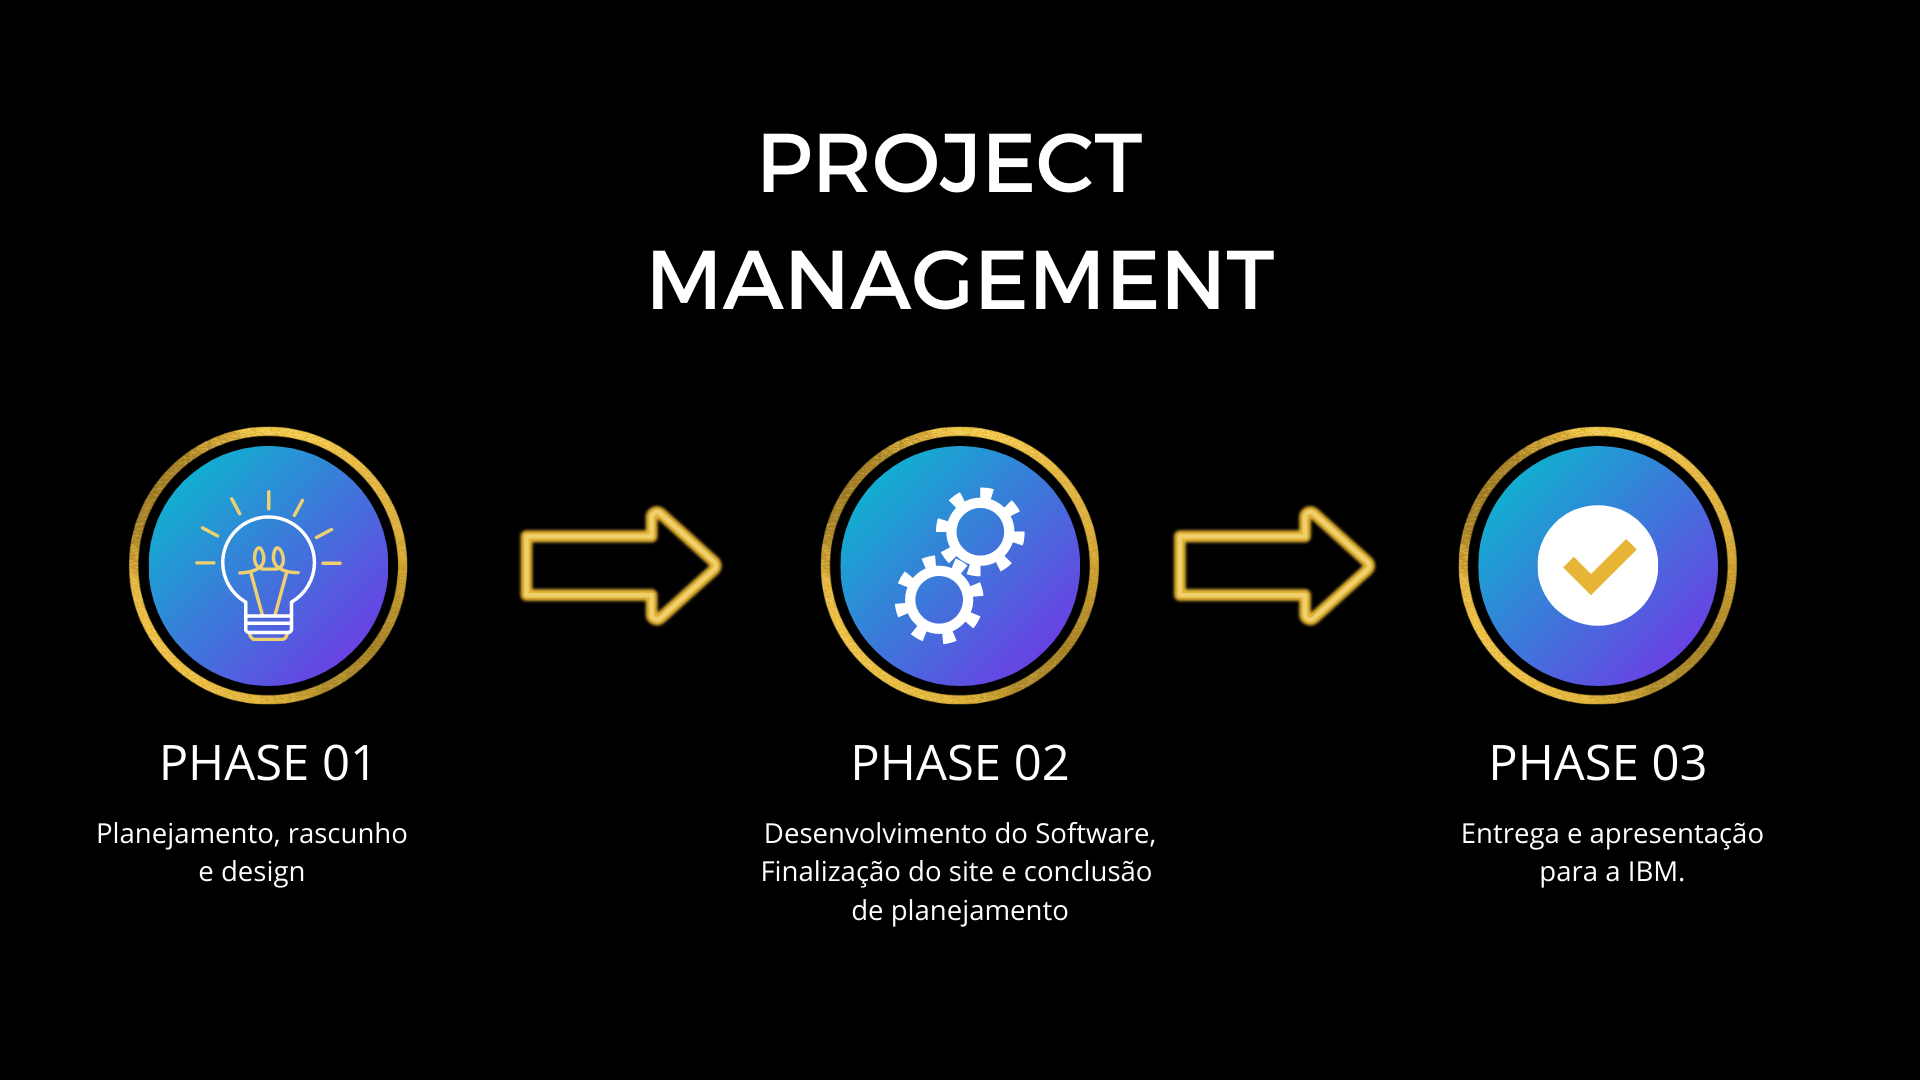 PROJECT
MANAGEMENT
PHASE 01
Planejamento, rascunho
e design
PHASE 02
Desenvolvimento do Software,
Finalização do site e conclusão
de planejamento
PHASE 03
Entrega e apresentação
para a IBM.